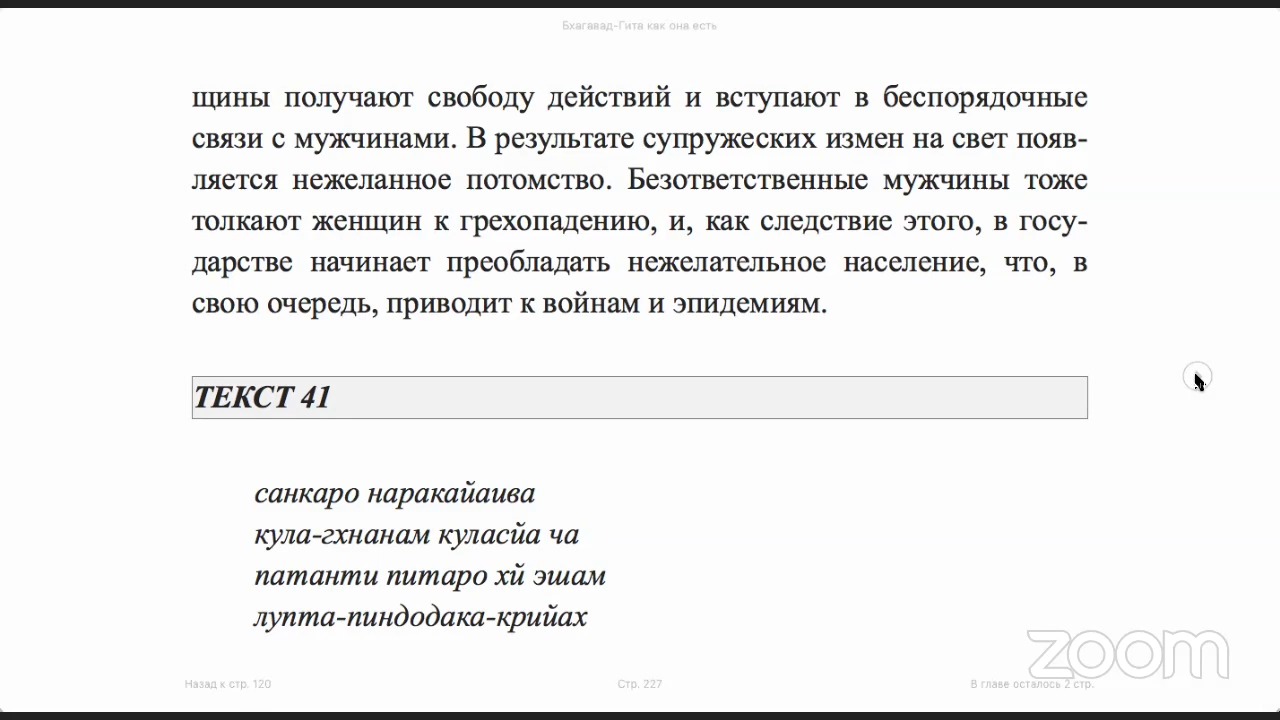 Бхагавад-Гита как она есть
щины получают свободу действий и вступают в беспорядочные
связи с мужчинами. В результате супружеских измен на свет появ-
ляется нежеланное потомство. Безответственные мужчины тоже
толкают женщин к грехопадению, и, как следствие этого, в госу-
дарстве начинает преобладать нежелательное население, что, в
свою очередь, приводит к войнам и эпидемиям.
ТЕКСТ 41
санкаро наракайаива
кула-гхнанам куласйа ча
патанти питаро хй эшам
лупта-пиндодака-крийах
zoom
Назад к стр. 120
Стр. 227
В главе осталось 2 стр.